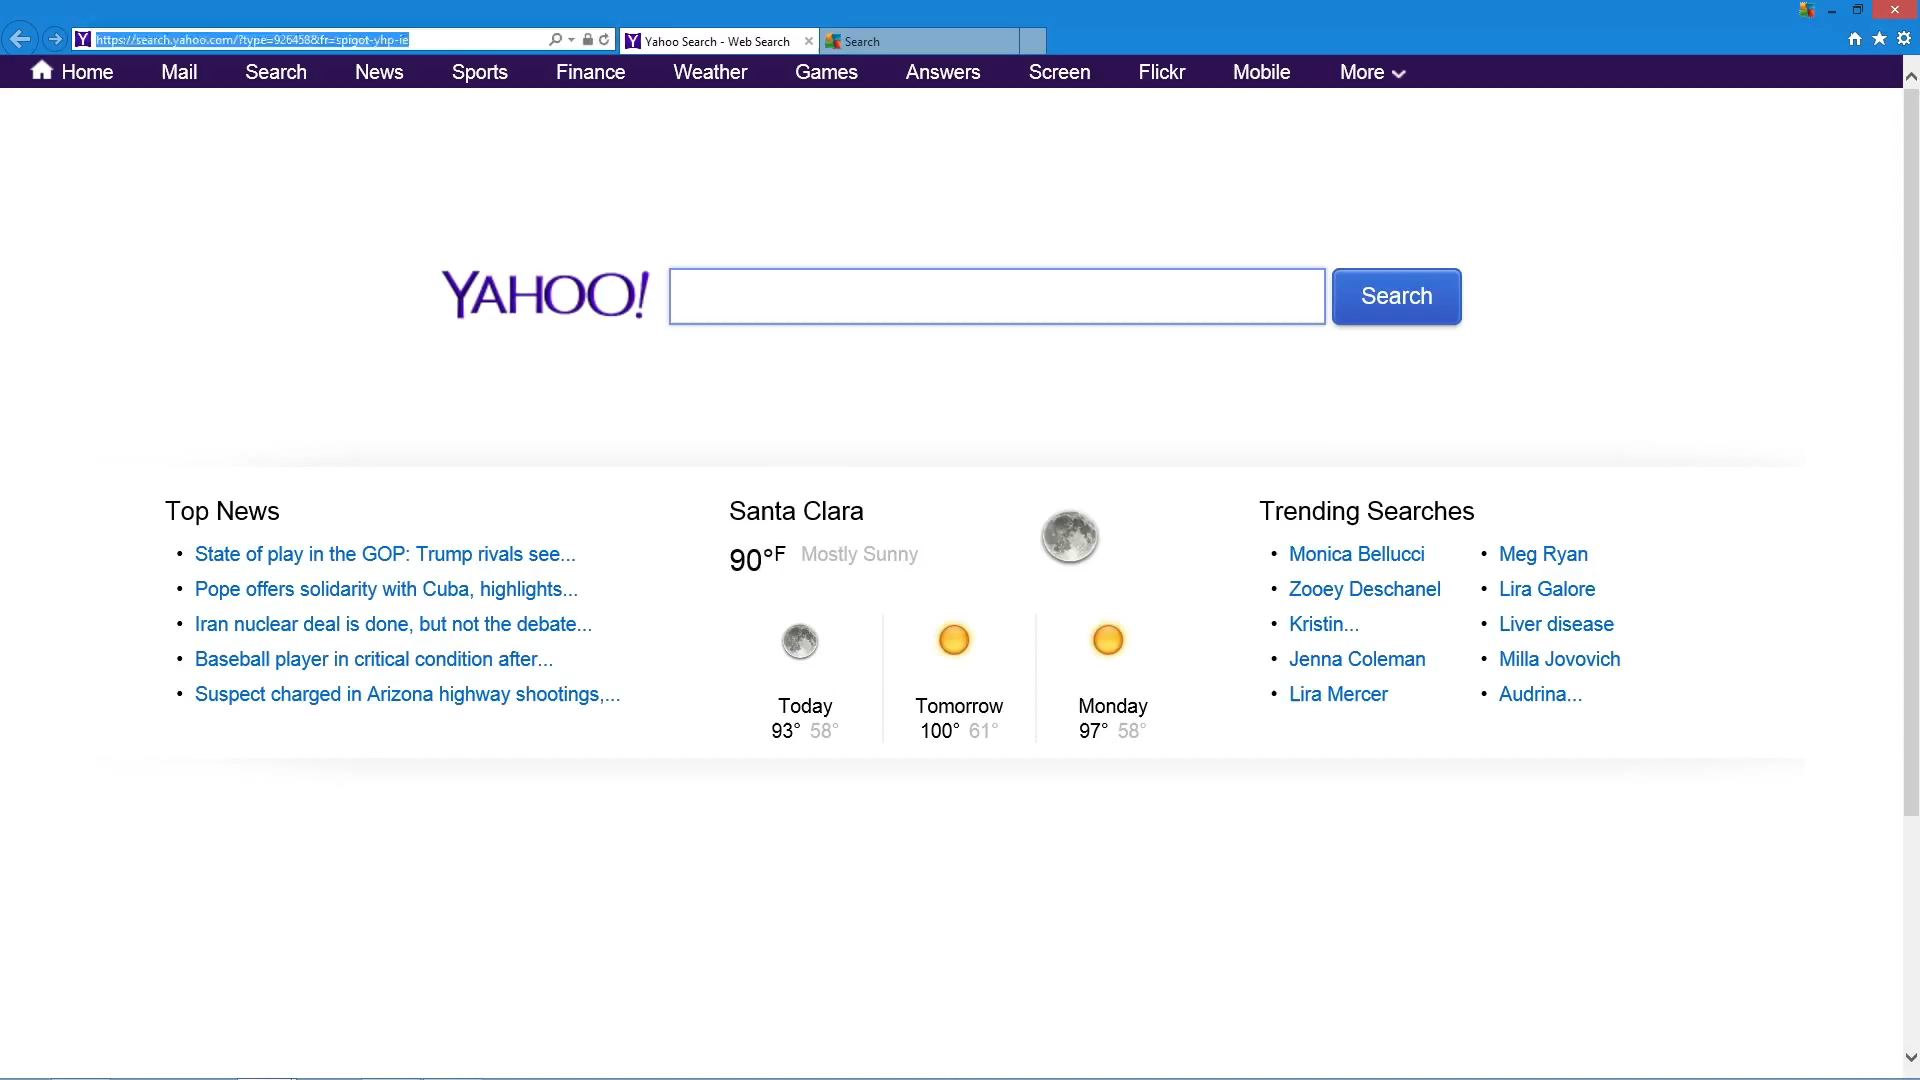 https://search.yahoo.com/?type=926458&fr=spigot-yhp-ie
Yahoo Search - Web Search
Search
Home Mail Search News Sports Finance Weather Games Answers Screen Flickr Mobile More
YAHOO! Search
Top News
State of play in the GOP: Trump rivals see...
Pope offers solidarity with Cuba, highlights...
Iran nuclear deal is done, but not the debate...
Baseball player in critical condition after...
Suspect charged in Arizona highway shootings,...
Santa Clara
90°F Mostly Sunny
Today
93° 58°
Tomorrow
100° 61°
Monday
97° 58°
Trending Searches
Monica Bellucci
Zooey Deschanel
Kristin...
Jenna Coleman
Lira Mercer
Meg Ryan
Lira Galore
Liver disease
Milla Jovovich
Audrina...